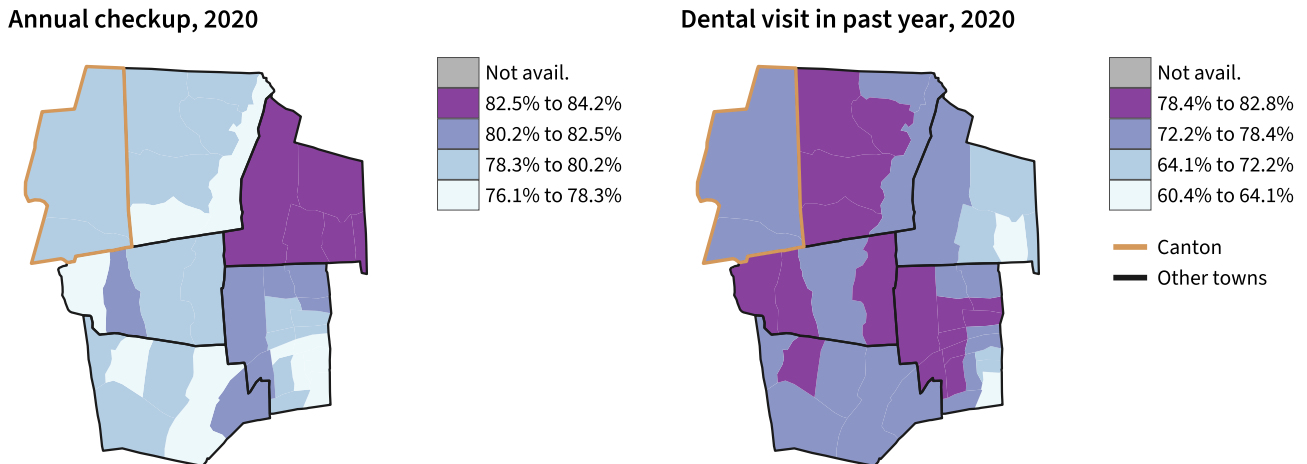 Annual checkup, 2020
Not avail.
82.5% to 84.2%
80.2% to 82.5%
78.3% to 80.2%
76.1% to 78.3%
Dental visit in past year, 2020
Not avail.
78.4% to 82.8%
72.2% to 78.4%
64.1% to 72.2%
60.4% to 64.1%
Canton
Other towns